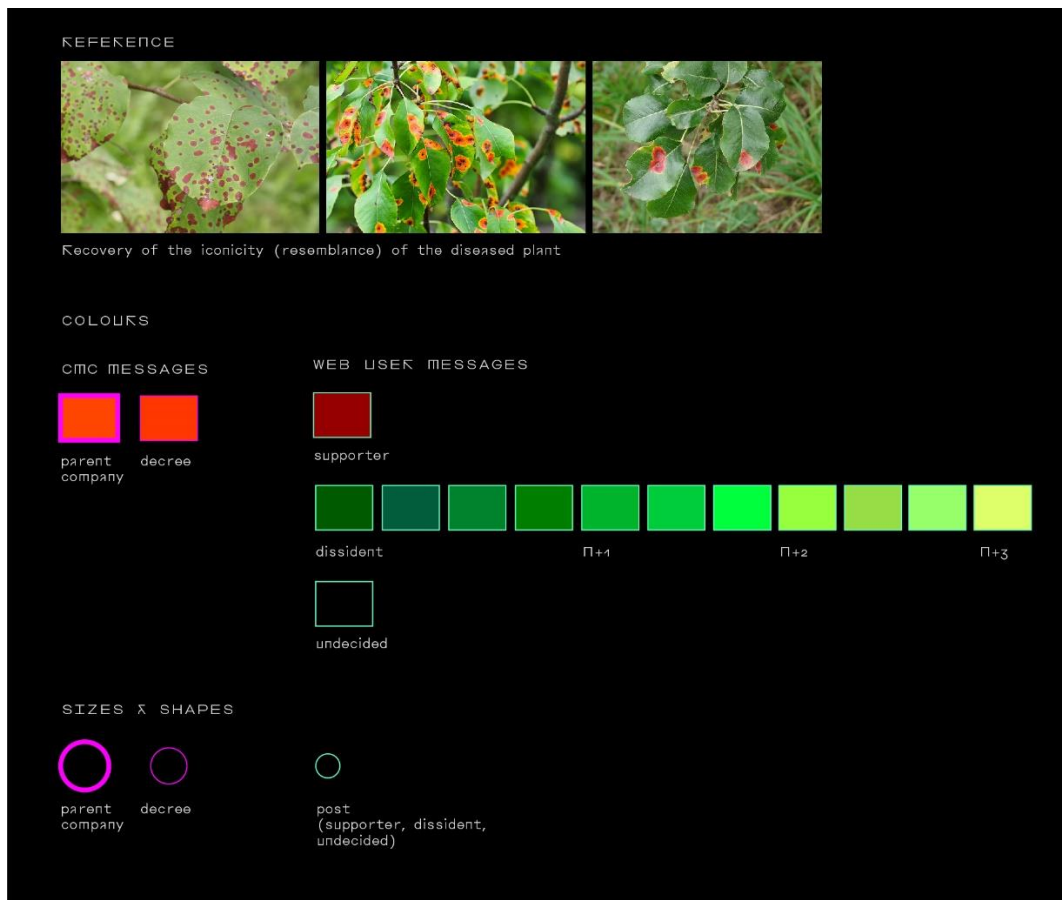 REFERENCE
Recovery of the iconicity (resemblance) of the diseased plant
COLOURS
CMC MESSAGES
WEB USER MESSAGES
parent
company
decree
supporter
dissident
n+1
n+2
n+3
undecided
SIZES & SHAPES
parent
company
decree
post
(supporter, dissident,
undecided)